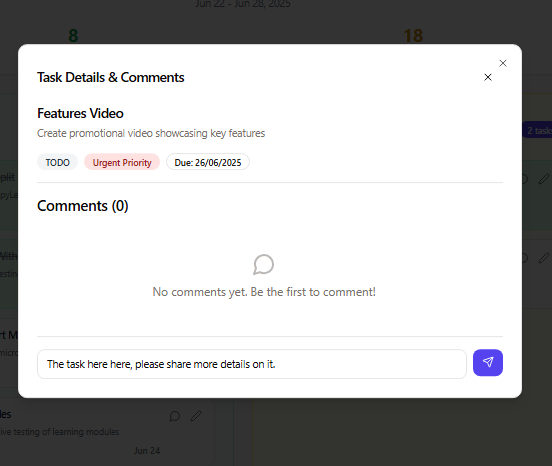 Jun 22 - Jun 28, 2025
8
18
Task Details & Comments
Features Video
Create promotional video showcasing key features
TODO
Urgent Priority
Due: 26/06/2025
2 task
Comments (0)
No comments yet. Be the first to comment!
The task here here, please share more details on it.
ive testing of learning modules
Jun 24